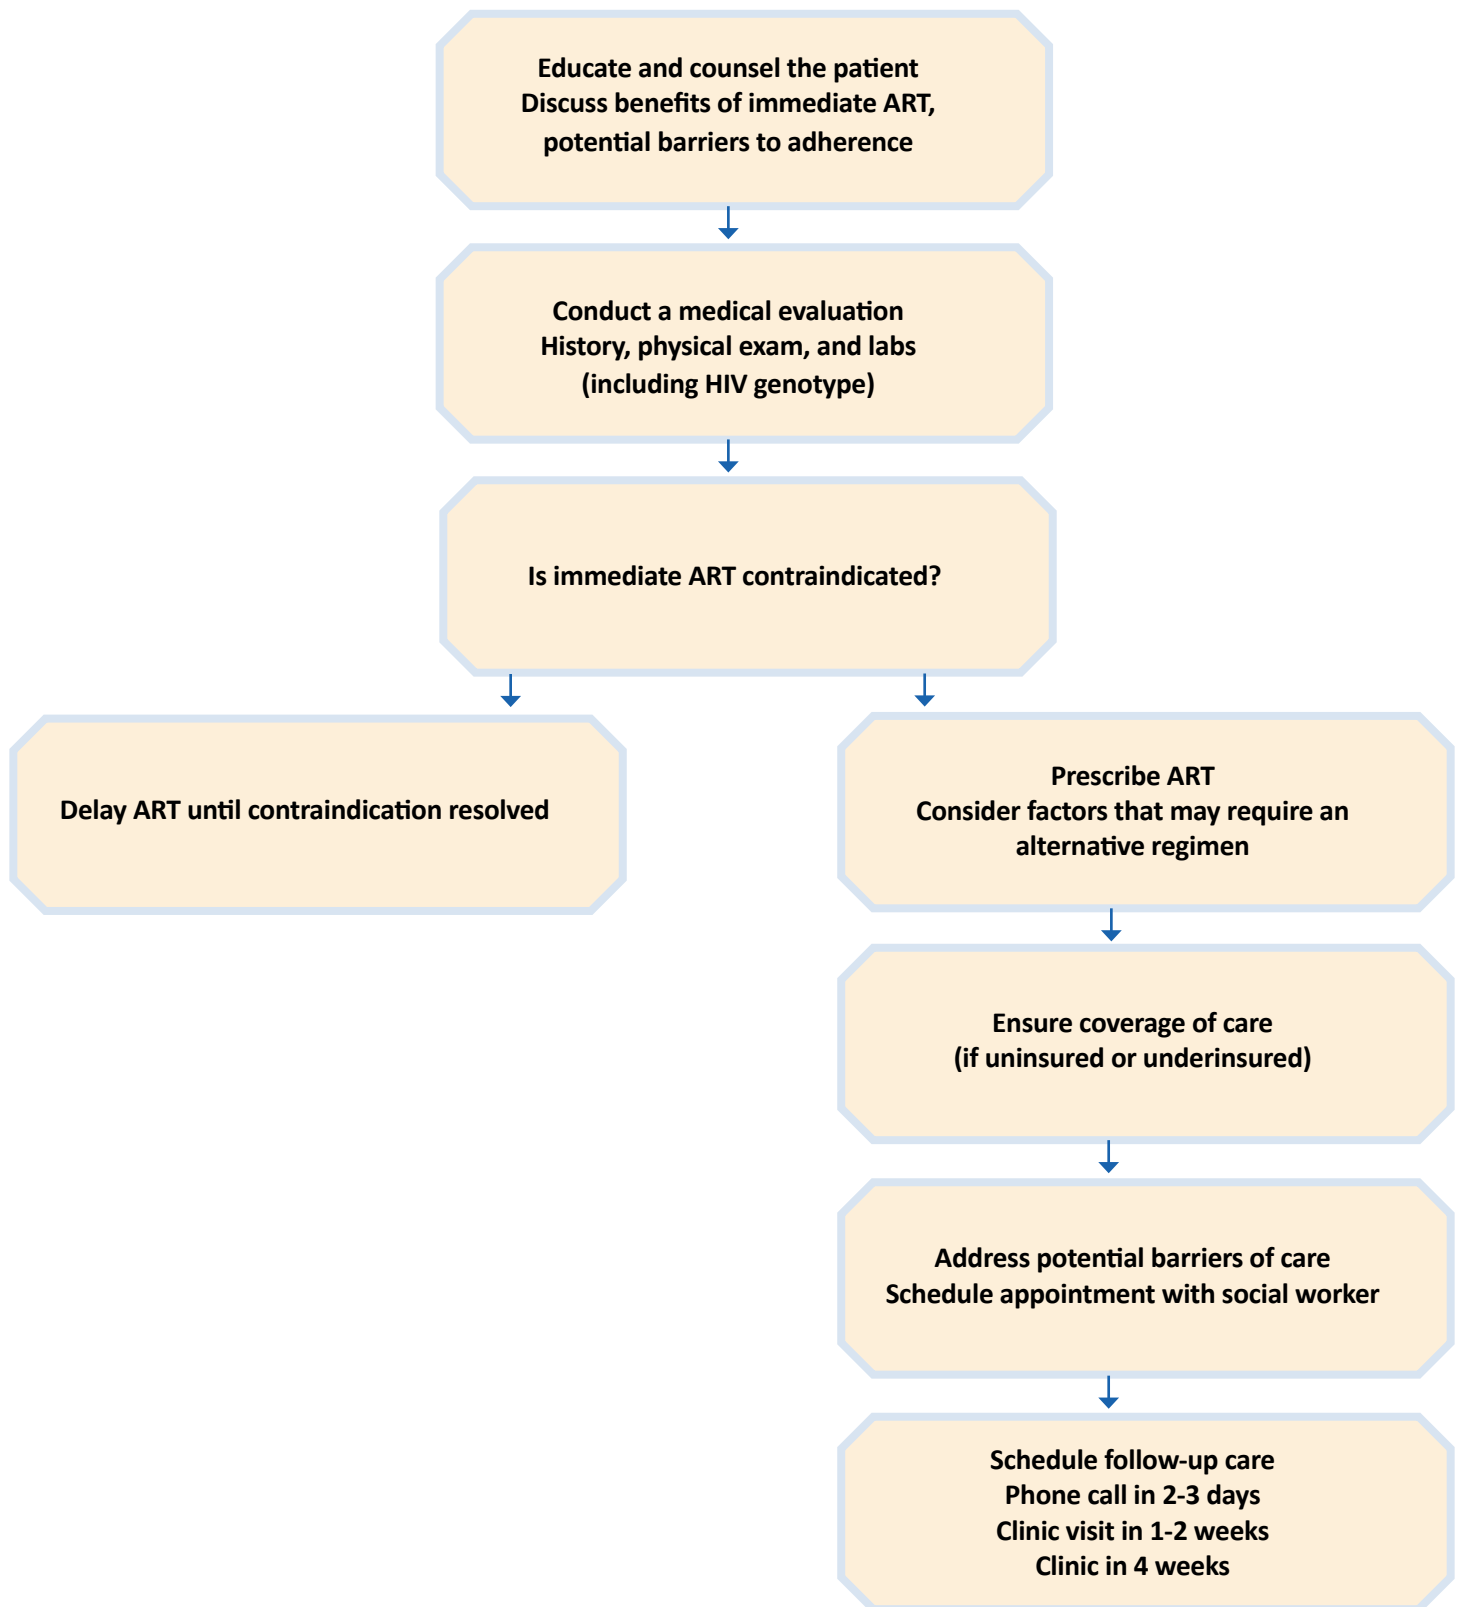 Educate and counsel the patient
Discuss benefits of immediate ART,
potential barriers to adherence
Conduct a medical evaluation
History, physical exam, and labs
(including HIV genotype)
Is immediate ART contraindicated?
Delay ART until contraindication resolved
Prescribe ART
Consider factors that may require an
alternative regimen
Ensure coverage of care
(if uninsured or underinsured)
Address potential barriers of care
Schedule appointment with social worker
Schedule follow-up care
Phone call in 2-3 days
Clinic visit in 1-2 weeks
Clinic in 4 weeks